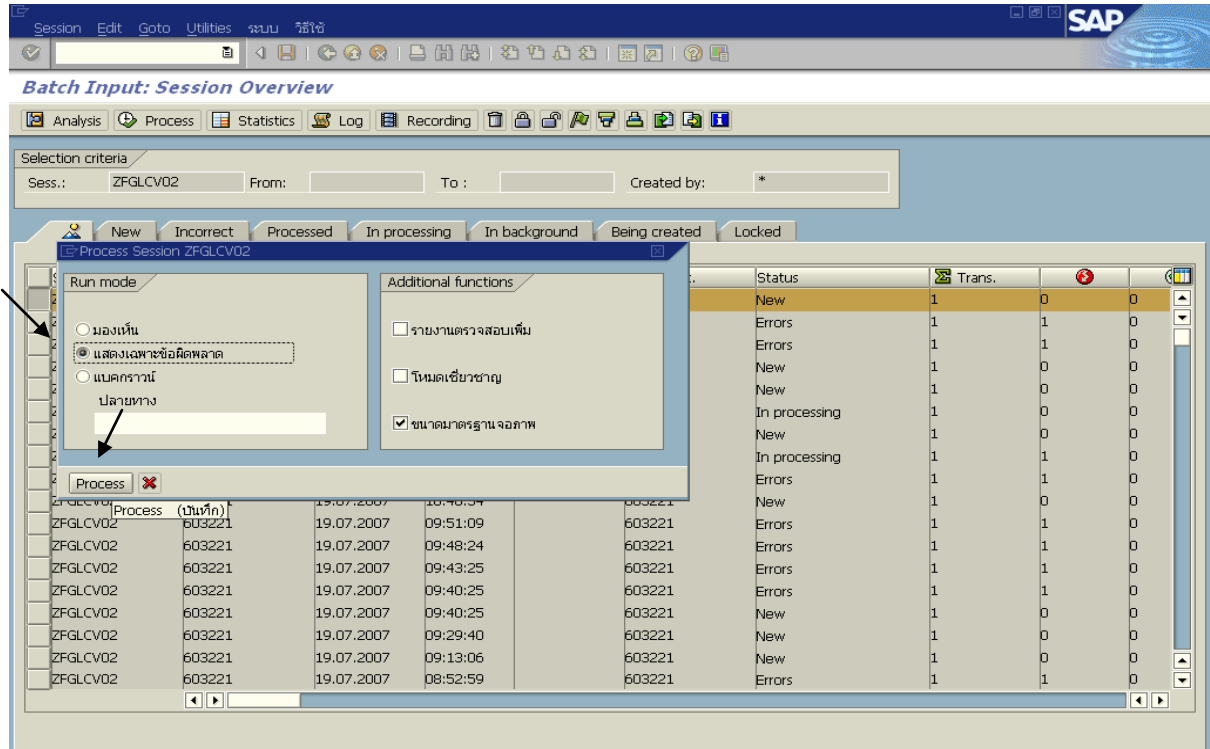 Session Edit Goto Utilities ระบบ วิธีใช้
SAP
Batch Input: Session Overview
Analysis Process Statistics Log Recording
Selection criteria
Sess.: ZFGLCV02 From: To : Created by: *
New Incorrect Processed In processing In background Being created Locked
Process Session ZFGLCV02
Run mode
มองเห็น
แสดงเฉพาะข้อผิดพลาด
แบคกราวน์
ปลายทาง
Additional functions
รายงานตรวจสอบเพิ่ม
โหมดเชี่ยวชาญ
ขนาดมาตรฐานจอภาพ
Process
Process (บันทึก)
Status Trans.
New 1 0 0
Errors 1 1 0
Errors 1 1 0
New 1 0 0
New 1 0 0
In processing 1 0 0
New 1 0 0
In processing 1 1 0
Errors 1 1 0
19.07.2007 603221 New 1 0 0
ZFGLCV02 603221 19.07.2007 09:51:09 603221 Errors 1 1 0
ZFGLCV02 603221 19.07.2007 09:48:24 603221 Errors 1 1 0
ZFGLCV02 603221 19.07.2007 09:43:25 603221 Errors 1 1 0
ZFGLCV02 603221 19.07.2007 09:40:25 603221 Errors 1 1 0
ZFGLCV02 603221 19.07.2007 09:40:25 603221 New 1 0 0
ZFGLCV02 603221 19.07.2007 09:29:40 603221 New 1 0 0
ZFGLCV02 603221 19.07.2007 09:13:06 603221 New 1 0 0
ZFGLCV02 603221 19.07.2007 08:52:59 603221 Errors 1 1 0